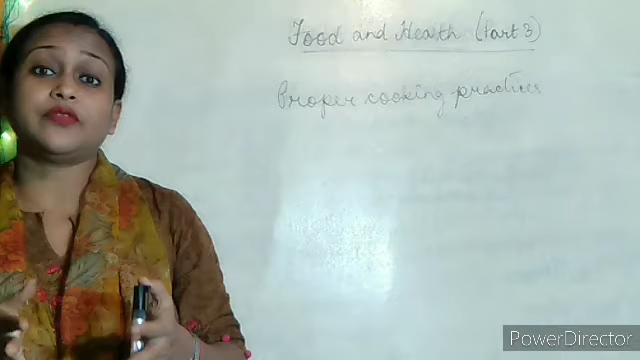 Food and Health (Part 3)
Proper cooking practices
PowerDirector